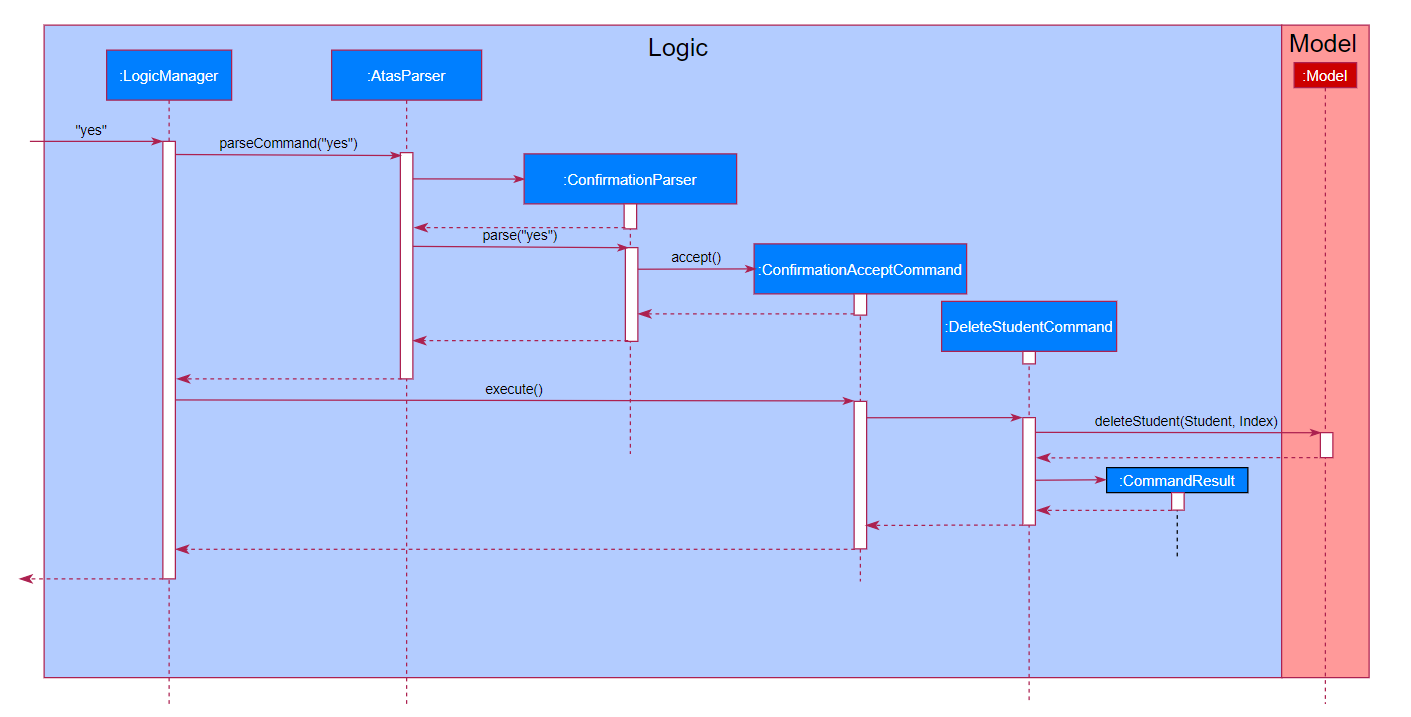 Logic
Model
:LogicManager
:AtasParser
:Model
"yes"
parseCommand("yes")
:ConfirmationParser
parse("yes")
accept()
:ConfirmationAcceptCommand
:DeleteStudentCommand
execute()
deleteStudent(Student, Index)
:CommandResult